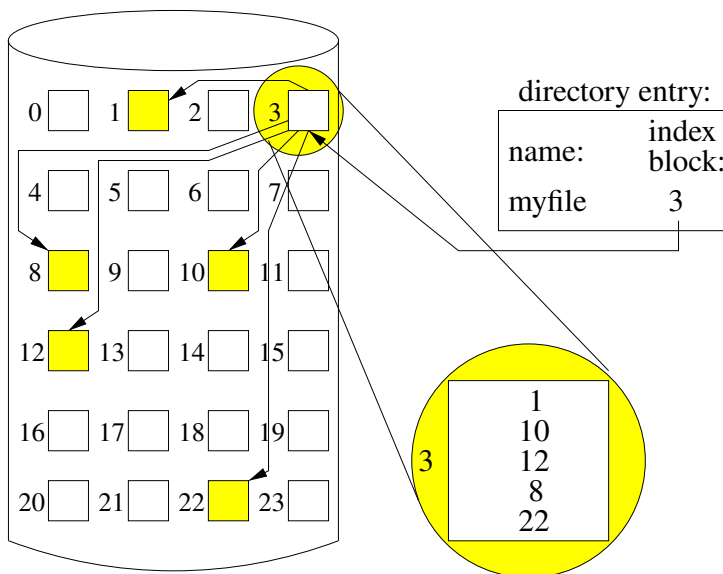 0 1 2 3
4 5 6 7
8 9 10 11
12 13 14 15
16 17 18 19
20 21 22 23
directory entry:
name: index block:
myfile 3
3
1
10
12
8
22